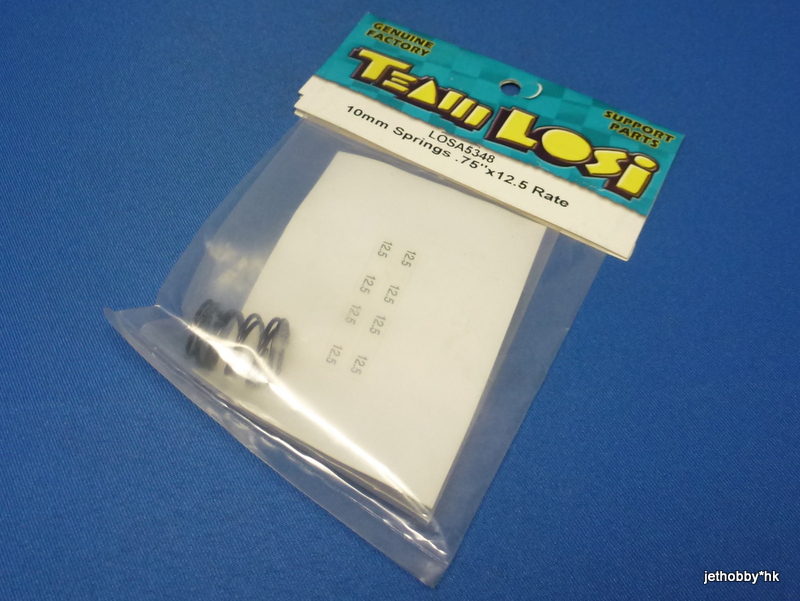 GENUINE
FACTORY
TEAM LOSi
SUPPORT
PARTS
LOSA5348
10mm Springs .75"x12.5 Rate
12.5 12.5
12.5 12.5
12.5 12.5
12.5 12.5
jethobby*hk